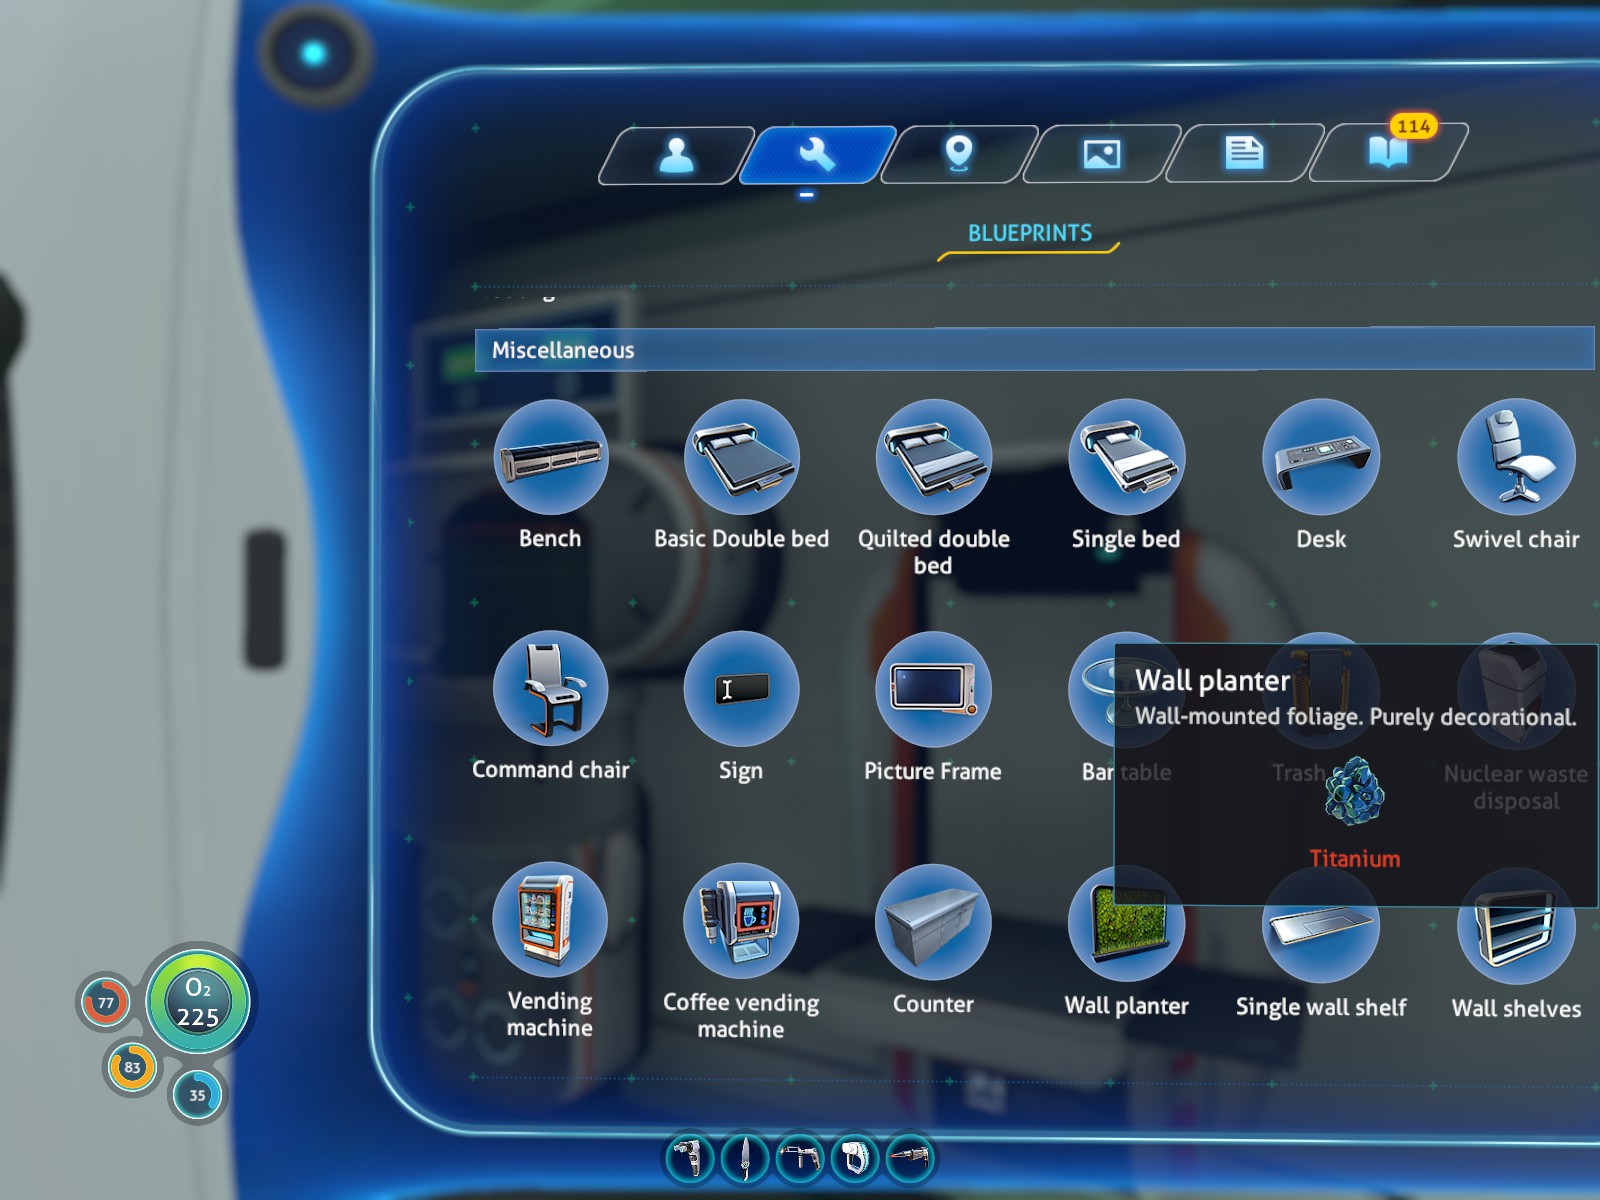 114
BLUEPRINTS
Miscellaneous
Bench
Basic Double bed
Quilted double
bed
Single bed
Desk
Swivel chair
Command chair
Sign
Picture Frame
Bar table
Trash
Nuclear waste
disposal
Wall planter
Wall-mounted foliage. Purely decorational.
Titanium
Vending
machine
Coffee vending
machine
Counter
Wall planter
Single wall shelf
Wall shelves
77
O₂
225
83
35